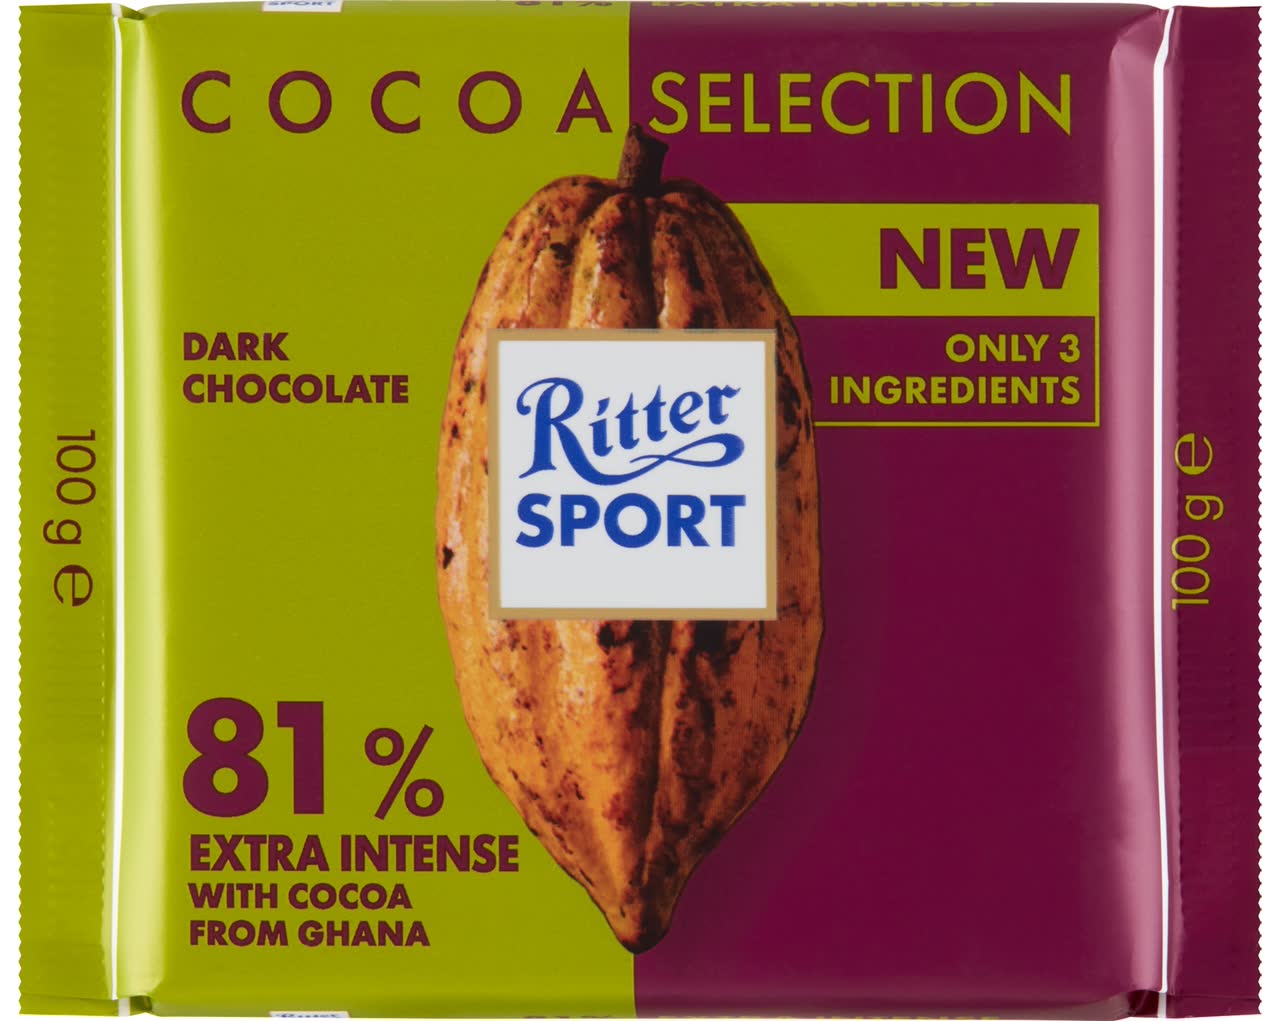 COCOA SELECTION
NEW
ONLY 3
INGREDIENTS
DARK
CHOCOLATE
Ritter
SPORT
100 g e
100 g e
81%
EXTRA INTENSE
WITH COCOA
FROM GHANA